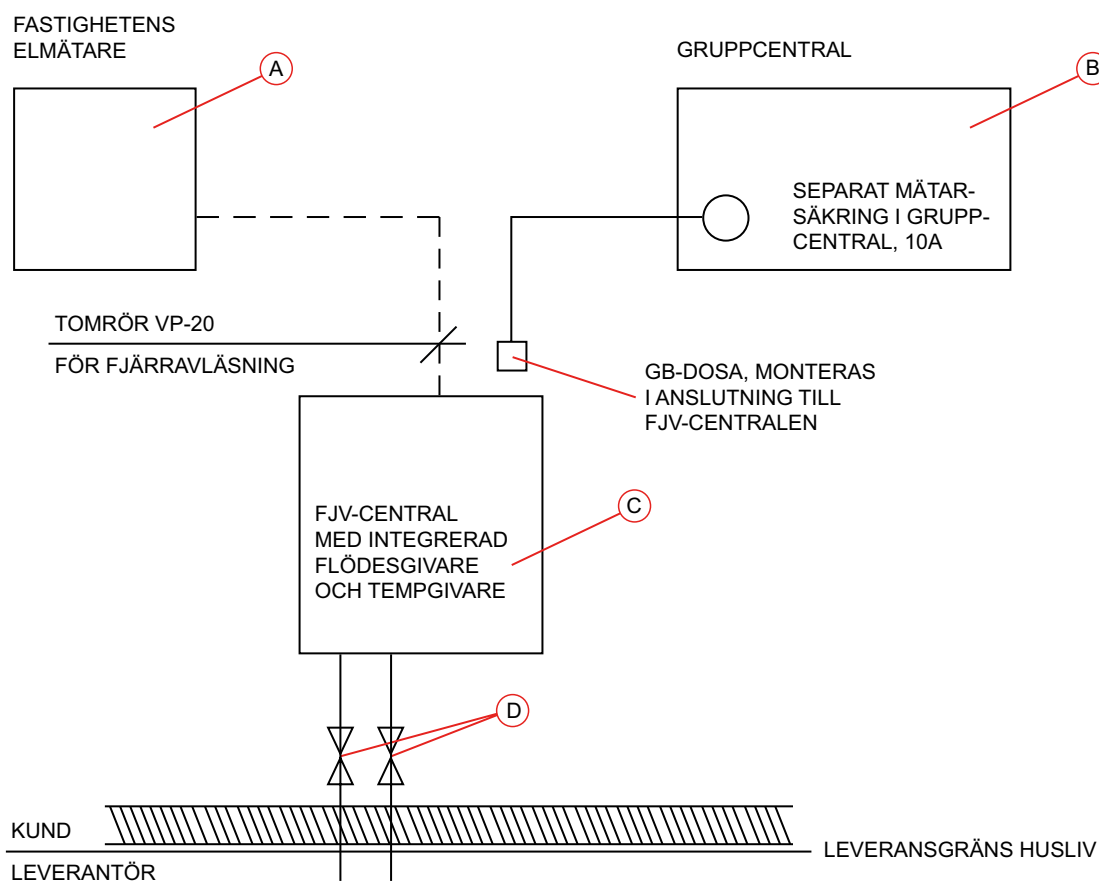 FASTIGHETENS
ELMÄTARE
A
GRUPPCENTRAL
B
SEPARAT MÄTAR-
SÄKRING I GRUPP-
CENTRAL, 10A
TOMRÖR VP-20
FÖR FJÄRRAVLÄSNING
GB-DOSA, MONTERAS
I ANSLUTNING TILL
FJV-CENTRALEN
C
FJV-CENTRAL
MED INTEGRERAD
FLÖDESGIVARE
OCH TEMPGIVARE
D
KUND
LEVERANSGRÄNS HUSLIV
LEVERANTÖR